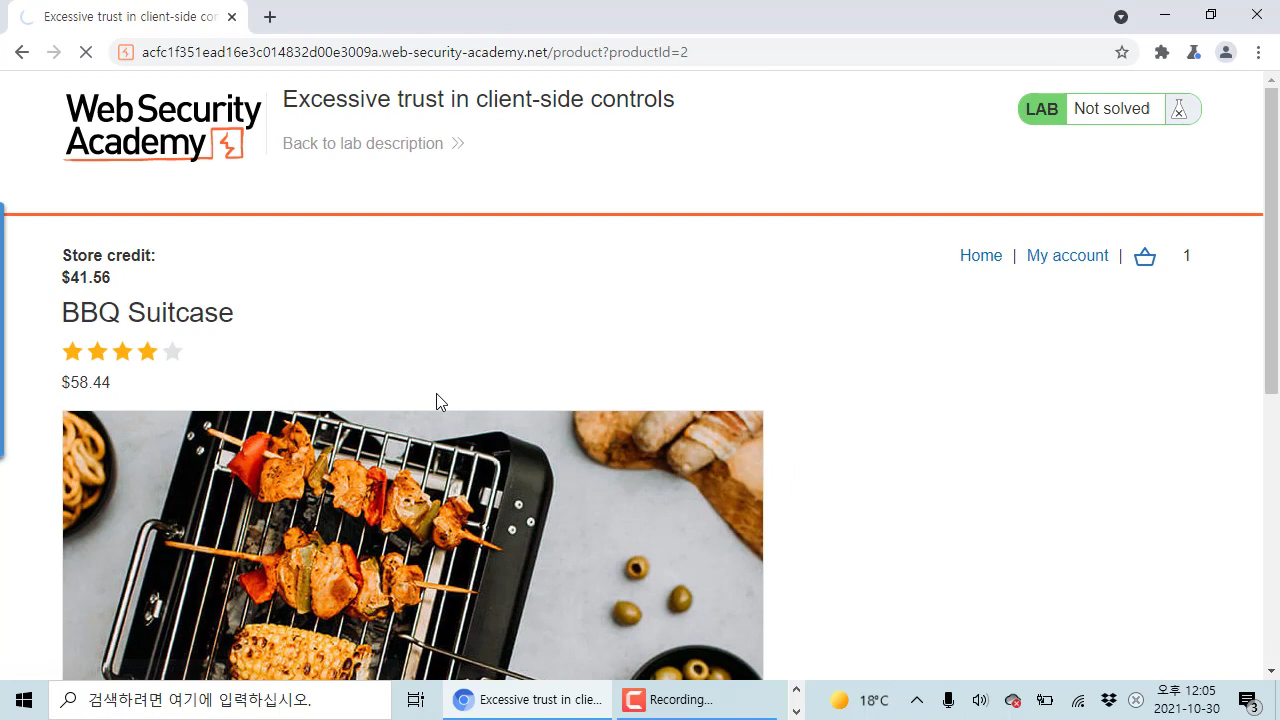 Excessive trust in client-side con
acfc1f351ead16e3c014832d00e3009a.web-security-academy.net/product?productId=2
Web Security
Academy
Excessive trust in client-side controls
Back to lab description
LAB Not solved
Store credit:
$41.56
Home | My account | 1
BBQ Suitcase
$58.44
검색하려면 여기에 입력하십시오.
Excessive trust in clie...
Recording...
18°C
오후 12:05
2021-10-30
3